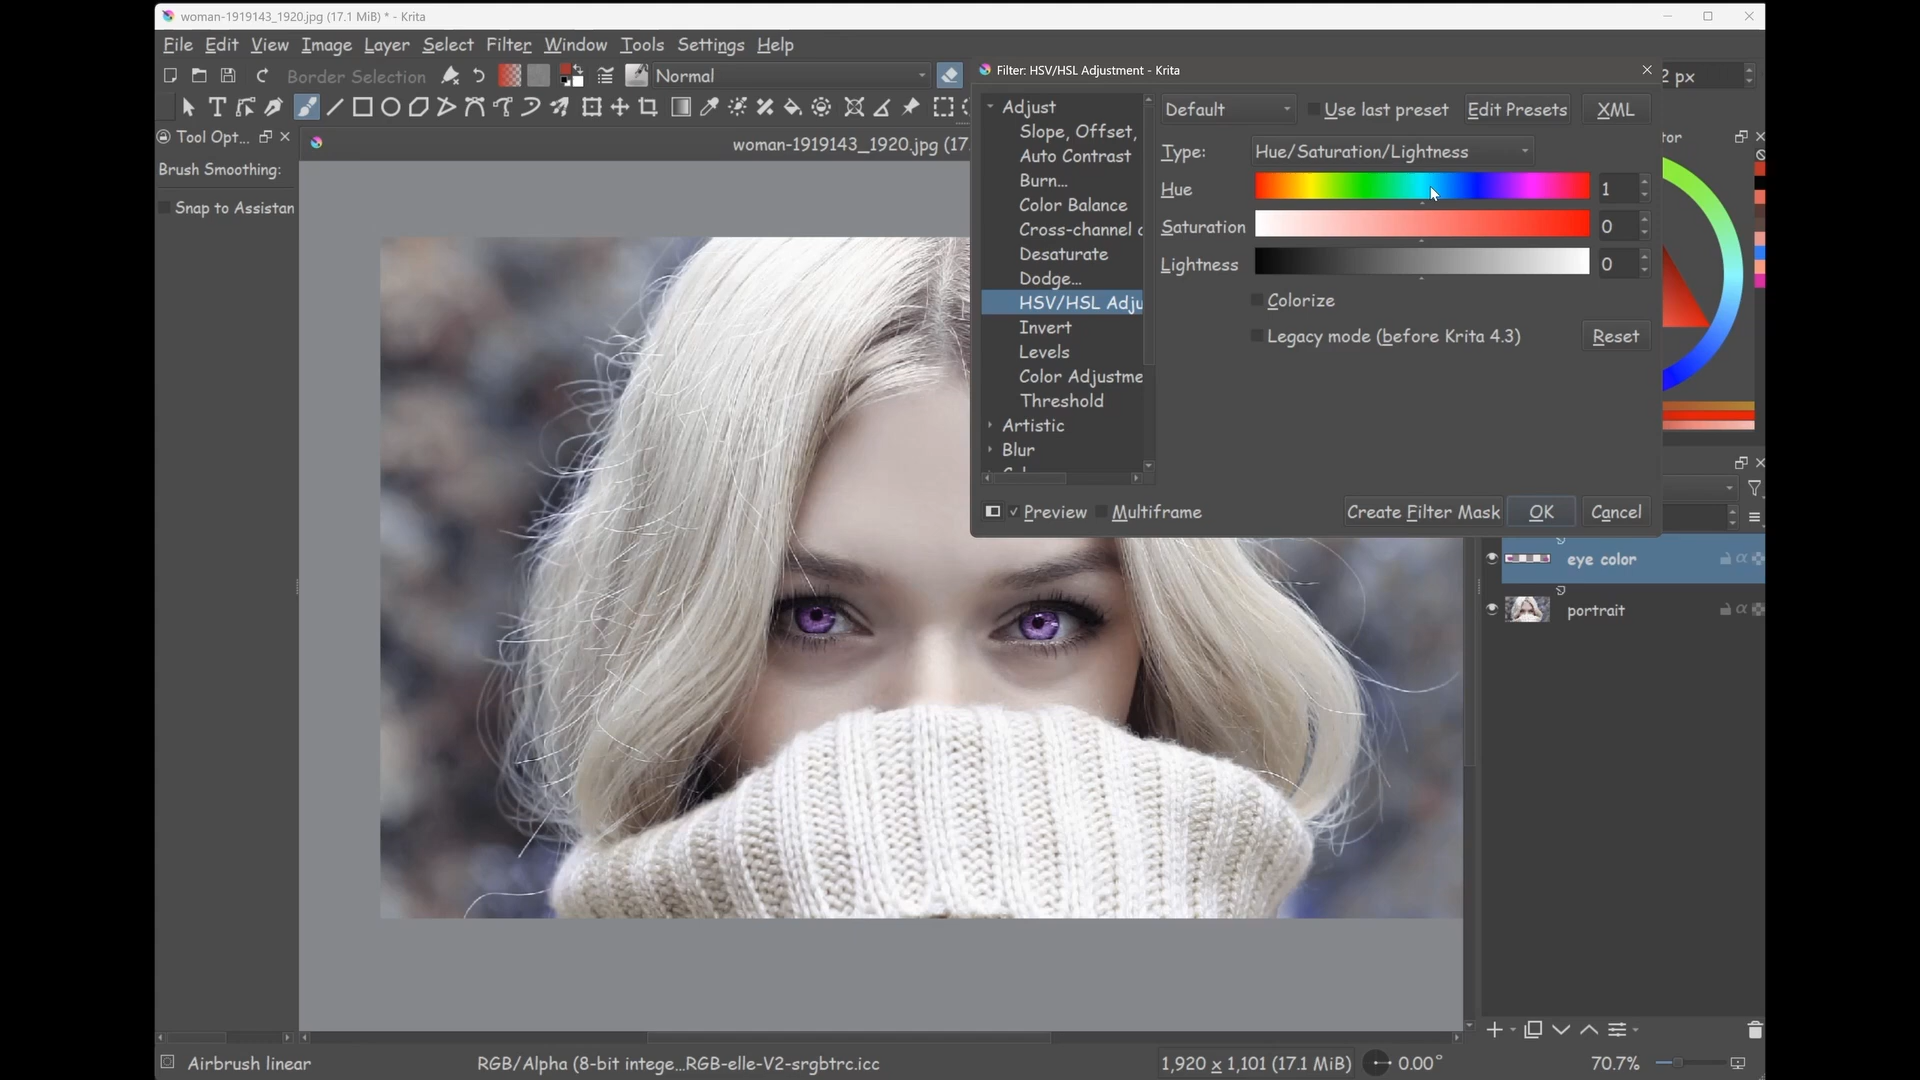 woman-1919143_1920.jpg (17.1 MiB) * - Krita
File Edit View Image Layer Select Filter Window Tools Settings Help
Border Selection
Normal
2 px
Filter: HSV/HSL Adjustment - Krita
Tool Opt...
woman-1919143_1920.jpg (17.
tor
Brush Smoothing:
Snap to Assistan
Adjust
Slope, Offset,
Auto Contrast
Burn...
Color Balance
Cross-channel c
Desaturate
Dodge...
HSV/HSL Adju
Invert
Levels
Color Adjustme
Threshold
Artistic
Blur
Default
Use last preset
Edit Presets
XML
Type: Hue/Saturation/Lightness
Hue 1
Saturation 0
Lightness 0
Colorize
Legacy mode (before Krita 4.3)
Reset
Preview
Multiframe
Create Filter Mask
OK
Cancel
eye color
portrait
Airbrush linear
RGB/Alpha (8-bit intege...RGB-elle-V2-srgbtrc.icc
1,920 x 1,101 (17.1 MiB)
0.00°
70.7%